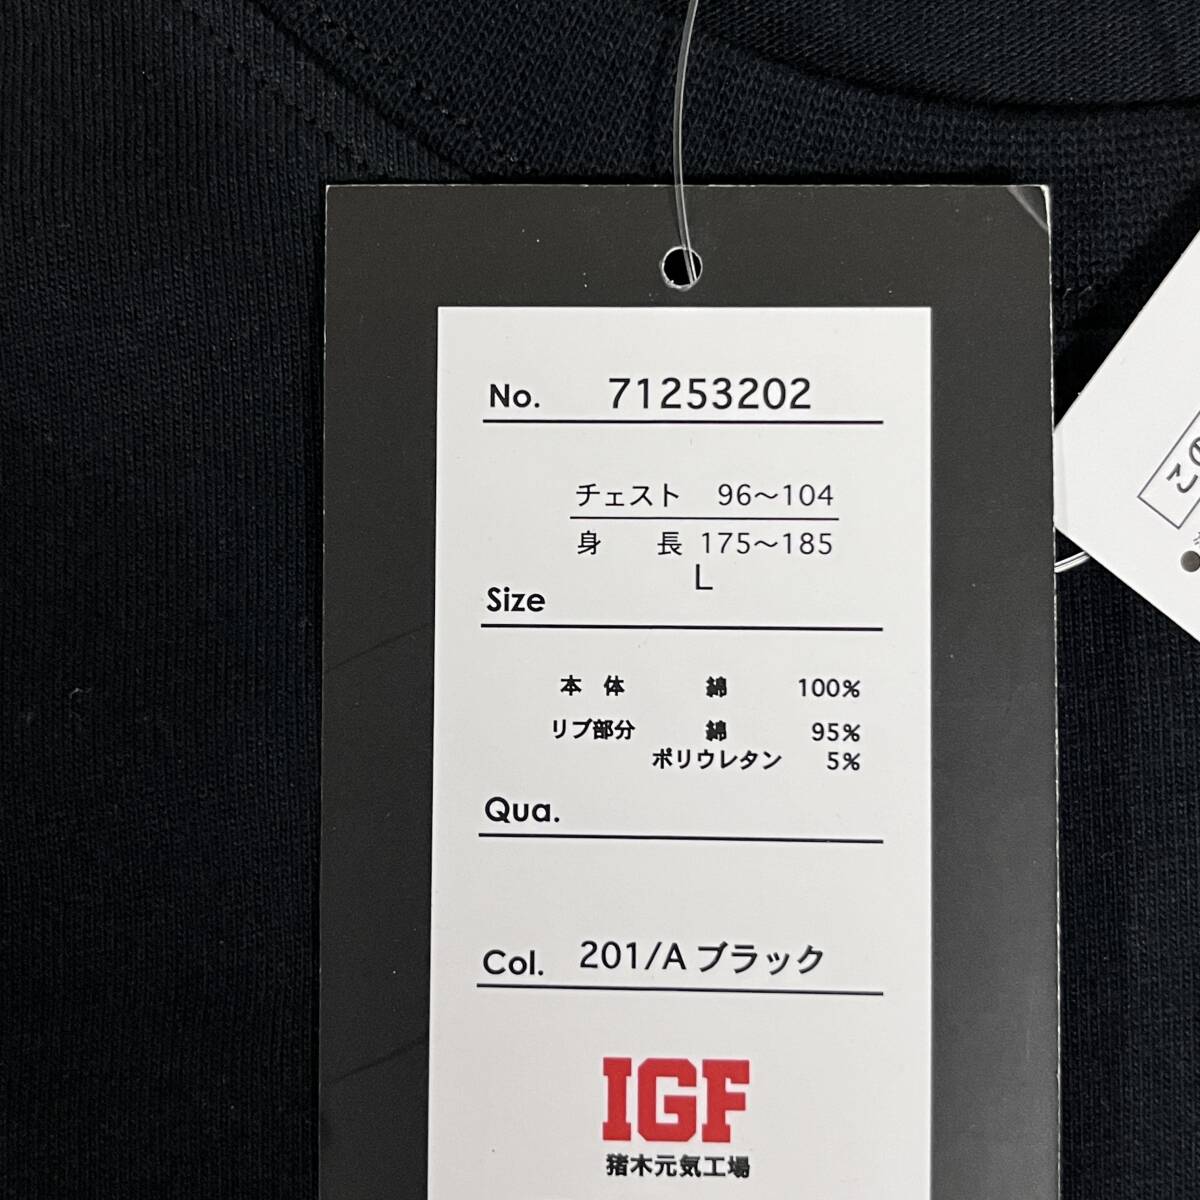 No. 71253202
チェスト 96〜104
身 長 175〜185
L
Size
本 体 綿 100%
リブ部分 綿 95%
ポリウレタン 5%
Qua.
Col. 201/A ブラック
IGF
猪木元気工場
この